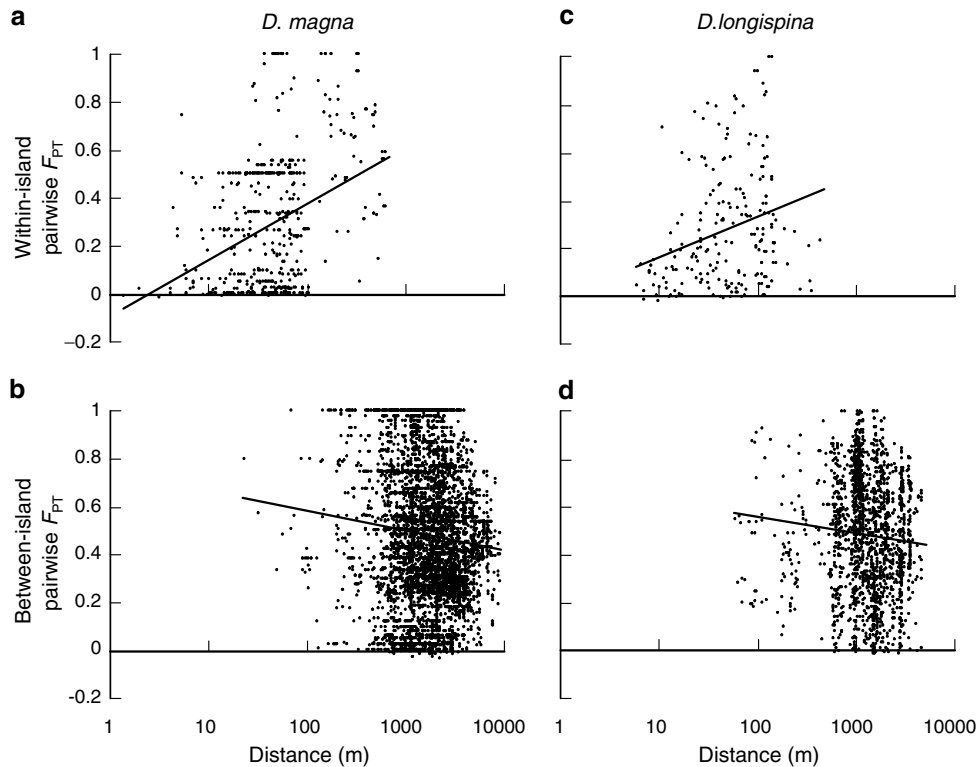 a
D. magna
c
D.longispina
Within-island
pairwise FPT
1
0.8
0.6
0.4
0.2
0
–0.2
b
d
Between-island
pairwise FPT
1
0.8
0.6
0.4
0.2
0
-0.2
1 10 100 1000 10000
Distance (m)
1 10 100 1000 10000
Distance (m)